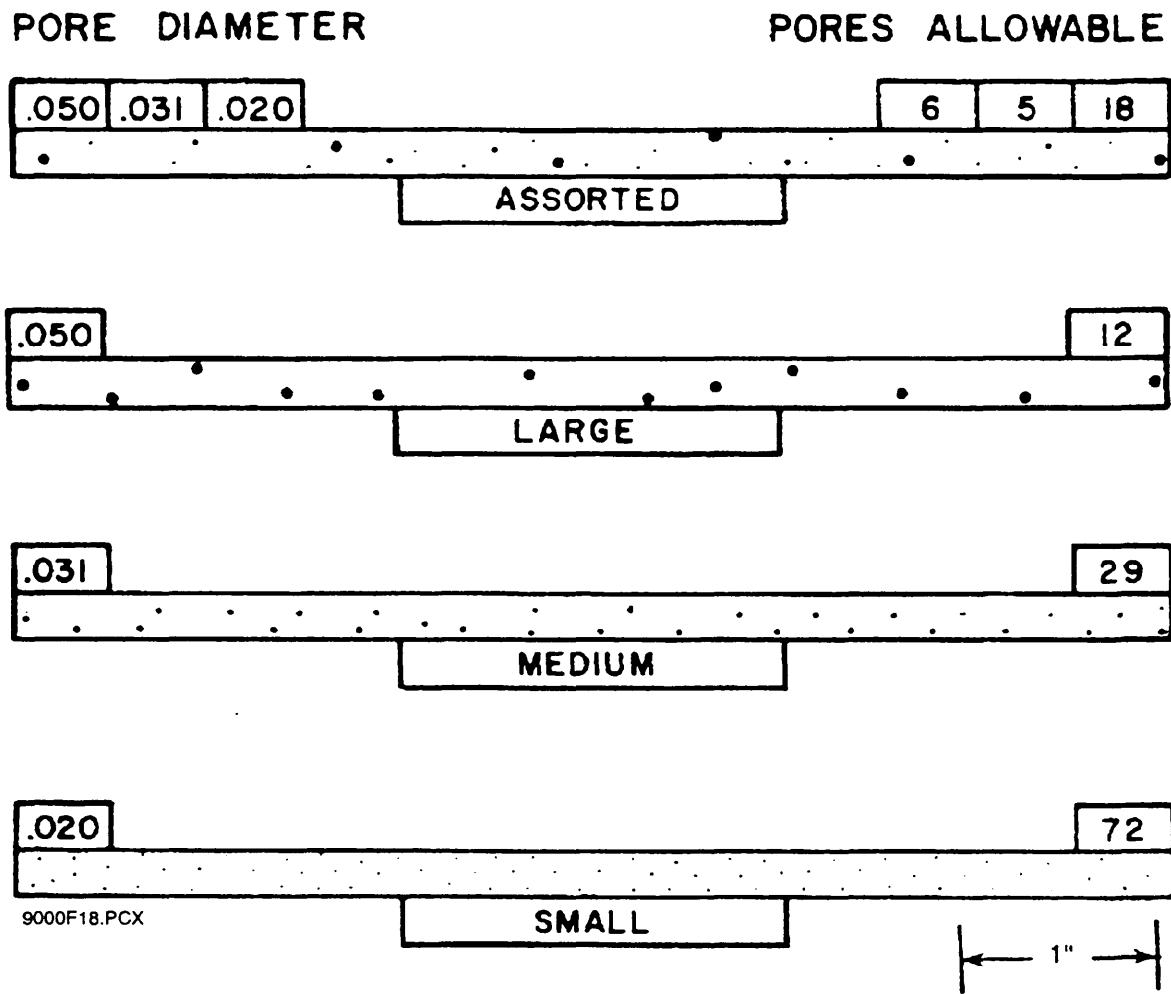 PORE DIAMETER PORES ALLOWABLE
.050 .031 .020 6 5 18
ASSORTED
.050 12
LARGE
.031 29
MEDIUM
.020 72
9000F18.PCX
SMALL
1"